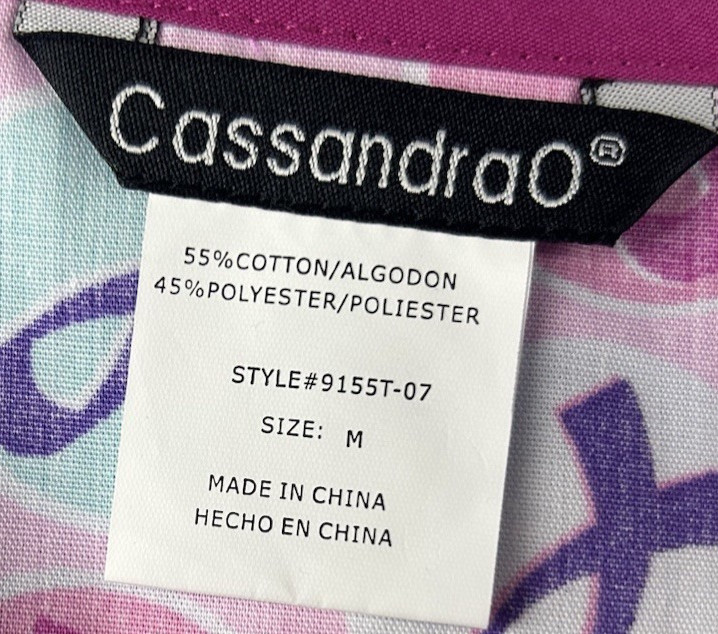 CassandraO®
55%COTTON/ALGODON
45%POLYESTER/POLIESTER
STYLE#9155T-07
SIZE: M
MADE IN CHINA
HECHO EN CHINA